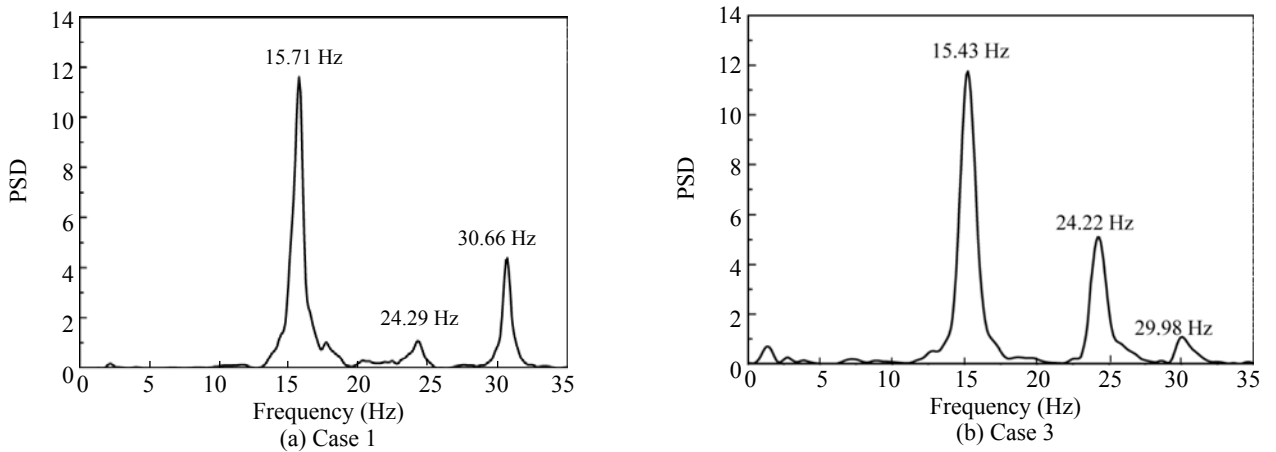 14
12
10
8
6
4
2
0
PSD
15.71 Hz
24.29 Hz
30.66 Hz
0 5 10 15 20 25 30 35
Frequency (Hz)
(a) Case 1
14
12
10
8
6
4
2
0
PSD
15.43 Hz
24.22 Hz
29.98 Hz
0 5 10 15 20 25 30 35
Frequency (Hz)
(b) Case 3